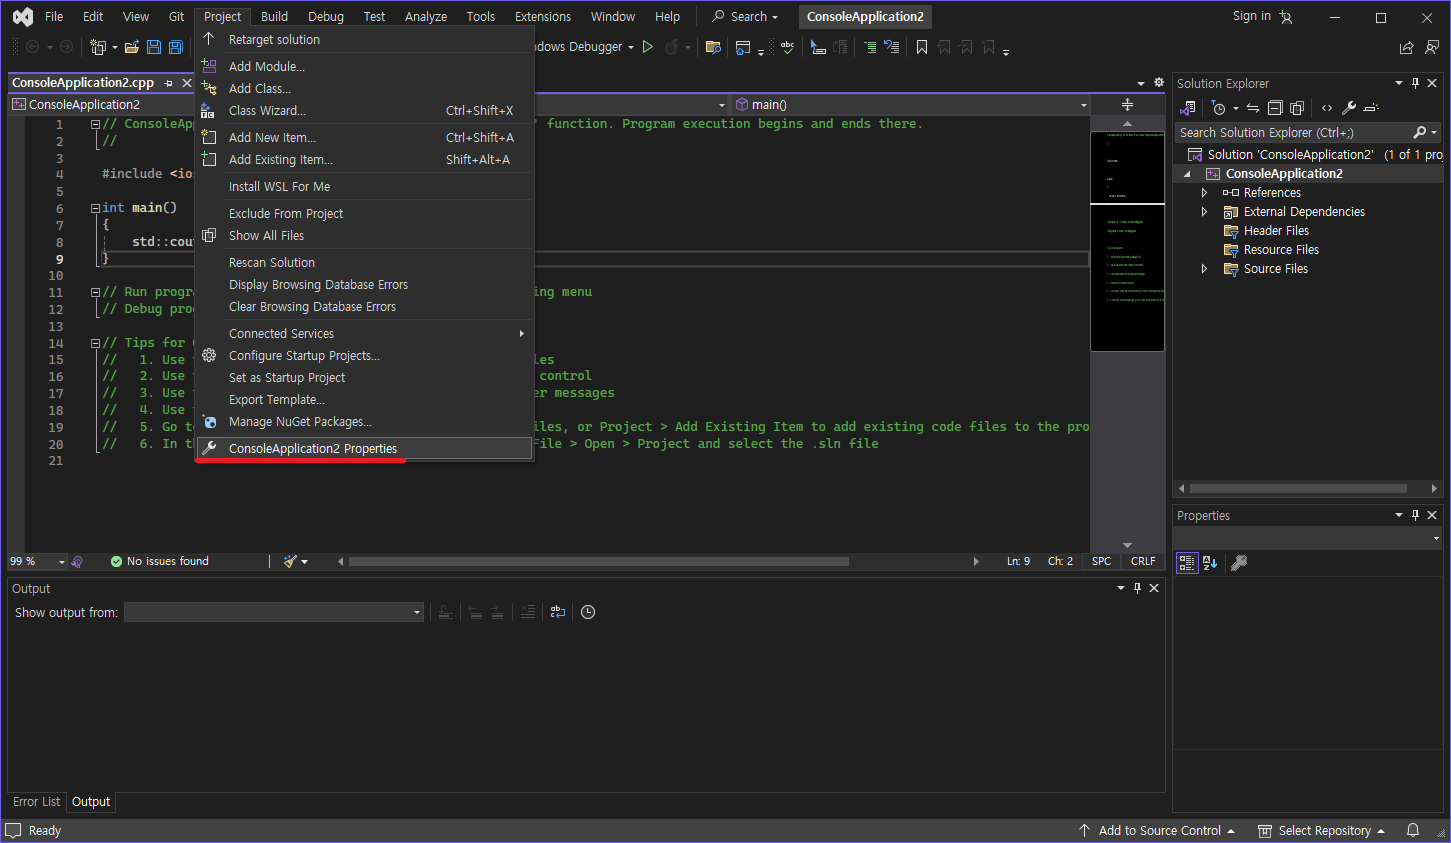 File Edit View Git Project Build Debug Test Analyze Tools Extensions Window Help Search ConsoleApplication2 Sign in
ndows Debugger
ConsoleApplication2.cpp
ConsoleApplication2
main()
Retarget solution
Add Module...
Add Class...
Class Wizard... Ctrl+Shift+X
Add New Item... Ctrl+Shift+A
Add Existing Item... Shift+Alt+A
Install WSL For Me
Exclude From Project
Show All Files
Rescan Solution
Display Browsing Database Errors
Clear Browsing Database Errors
Connected Services
Configure Startup Projects...
Set as Startup Project
Export Template...
Manage NuGet Packages...
ConsoleApplication2 Properties
1 // ConsoleAp ' function. Program execution begins and ends there.
2 //
3
4 #include <io
5
6 int main()
7 {
8 std::cou
9 }
10
11 // Run progra ing menu
12 // Debug pro
13
14 // Tips for
15 // 1. Use les
16 // 2. Use control
17 // 3. Use er messages
18 // 4. Use
19 // 5. Go t iles, or Project > Add Existing Item to add existing code files to the pro
20 // 6. In t File > Open > Project and select the .sln file
21
99 % No issues found Ln: 9 Ch: 2 SPC CRLF
Output
Show output from:
Error List Output
Solution Explorer
Search Solution Explorer (Ctrl+;)
Solution 'ConsoleApplication2' (1 of 1 pro
ConsoleApplication2
References
External Dependencies
Header Files
Resource Files
Source Files
Properties
Ready Add to Source Control Select Repository